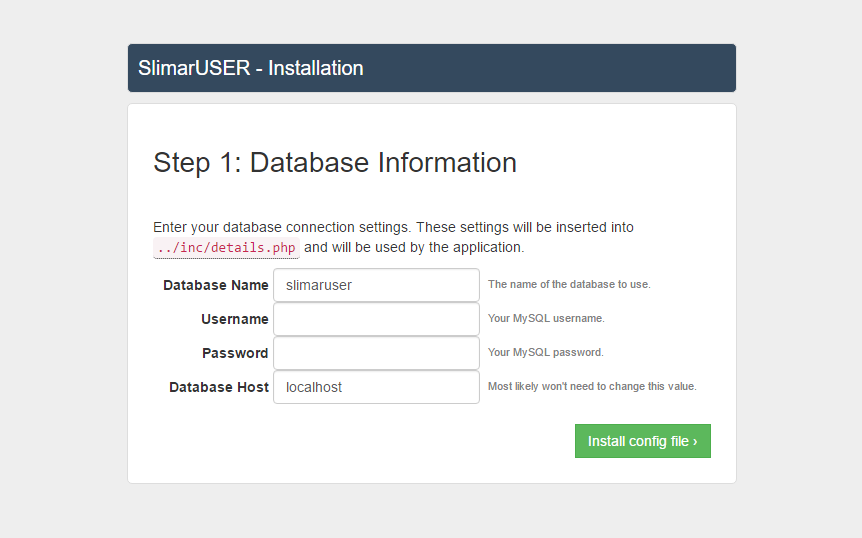 SlimarUSER - Installation
Step 1: Database Information
Enter your database connection settings. These settings will be inserted into
../inc/details.php and will be used by the application.
Database Name slimaruser The name of the database to use.
Username Your MySQL username.
Password Your MySQL password.
Database Host localhost Most likely won't need to change this value.
Install config file ›